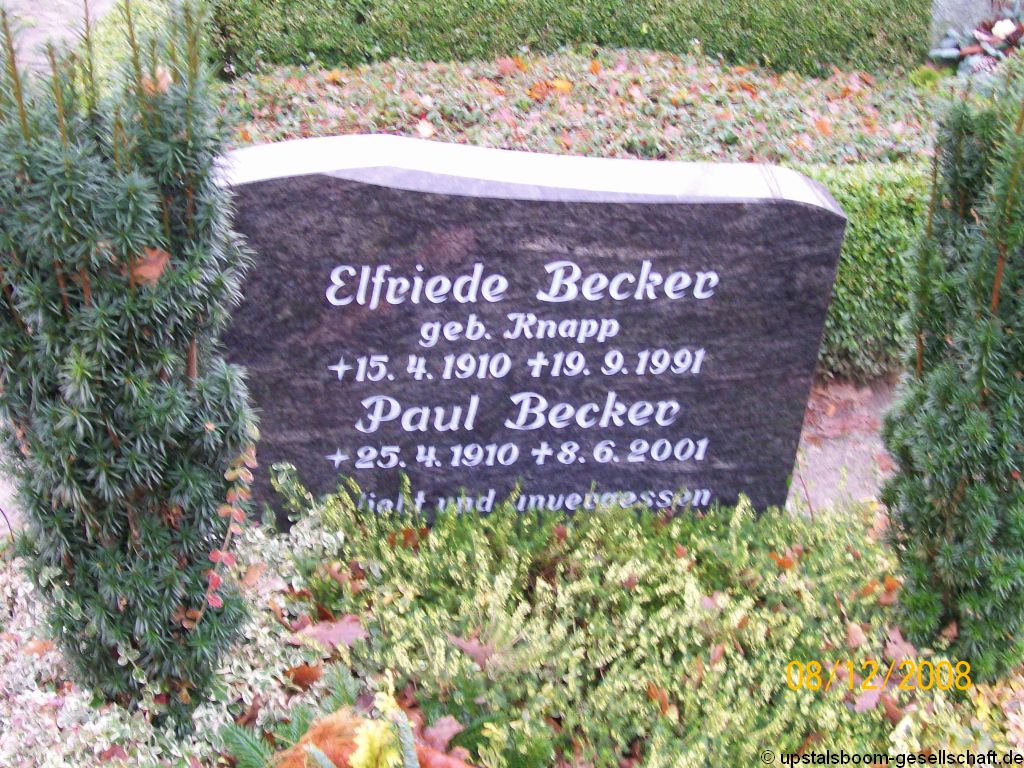 Elfriede Becker
geb. Knapp
+15. 4. 1910 ✝19. 9. 1991
Paul Becker
+25. 4. 1910 ✝8. 6. 2001
und unvergessen
08/12/2008
© upstalsboom-gesellschaft.de